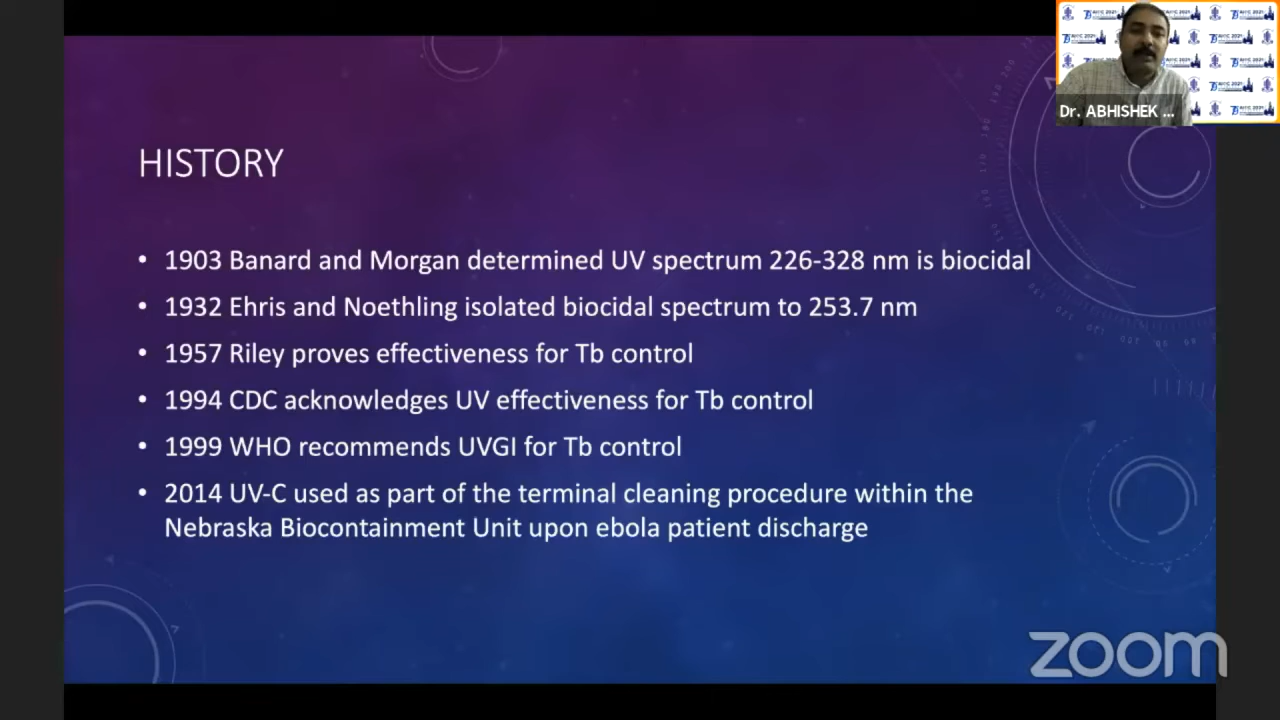 Dr. ABHISHEK ...
HISTORY
• 1903 Banard and Morgan determined UV spectrum 226-328 nm is biocidal
• 1932 Ehris and Noethling isolated biocidal spectrum to 253.7 nm
• 1957 Riley proves effectiveness for Tb control
• 1994 CDC acknowledges UV effectiveness for Tb control
• 1999 WHO recommends UVGI for Tb control
• 2014 UV-C used as part of the terminal cleaning procedure within the
Nebraska Biocontainment Unit upon ebola patient discharge
zoom